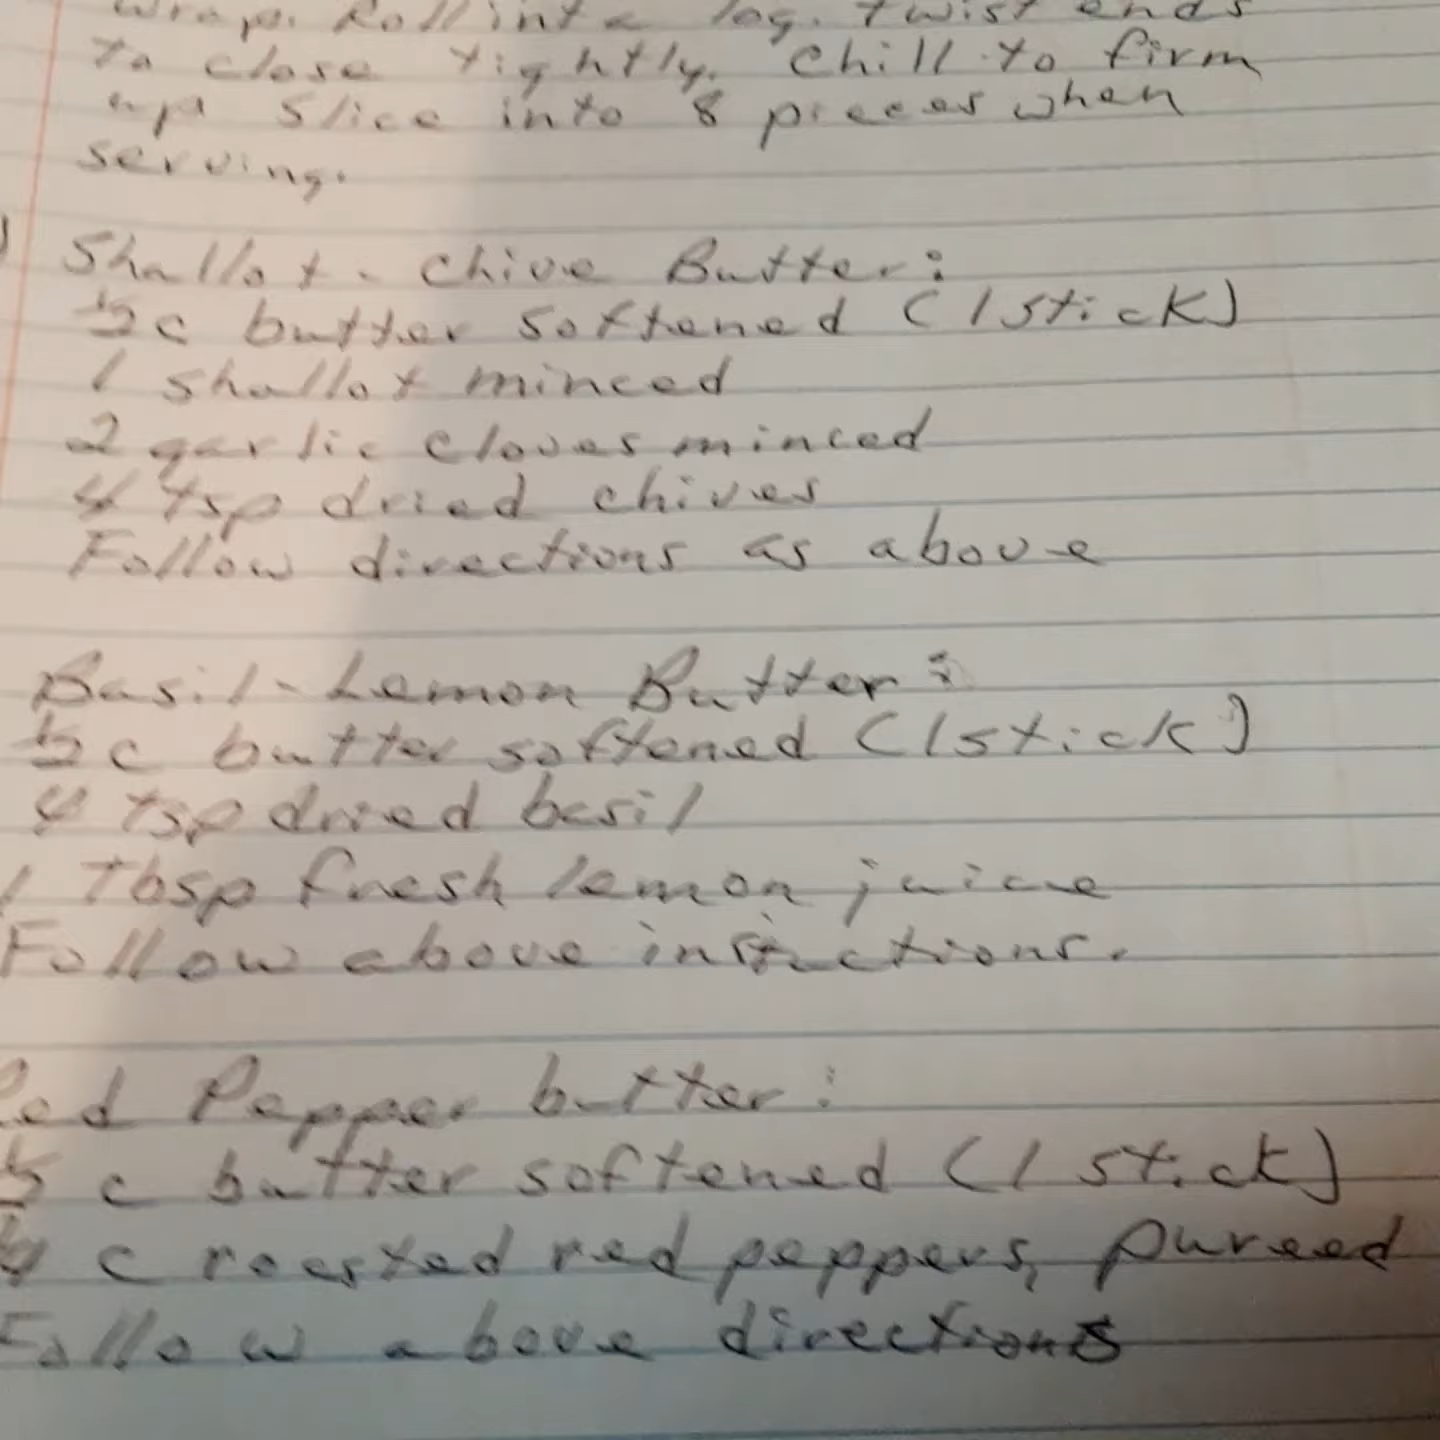 wrap. Roll into log. twist ends
to close tightly. Chill to firm
up. Slice into 8 pieces when
serving.
Shallot - Chive Butter:
½ c butter softened (1 stick)
1 shallot minced
2 garlic cloves minced
4 tsp dried chives
Follow directions as above
Basil-Lemon Butter:
½ c butter softened (1 stick)
4 tsp dried basil
1 Tbsp fresh lemon juice
Follow above instructions.
Red Pepper butter:
½ c butter softened (1 stick)
¼ c roasted red peppers, pureed
Follow above directions